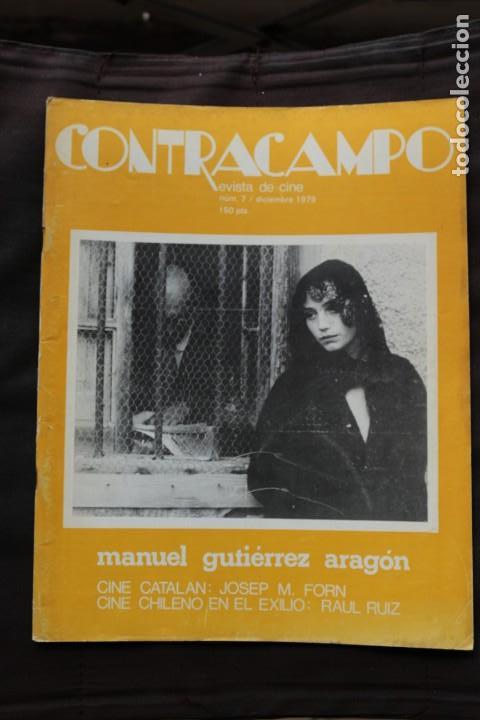 CONTRACAMPO
revista de cine
núm. 7 / diciembre 1979
150 pts
manuel gutiérrez aragón
CINE CATALAN: JOSEP M. FORN
CINE CHILENO EN EL EXILIO: RAUL RUIZ
todocoleccion